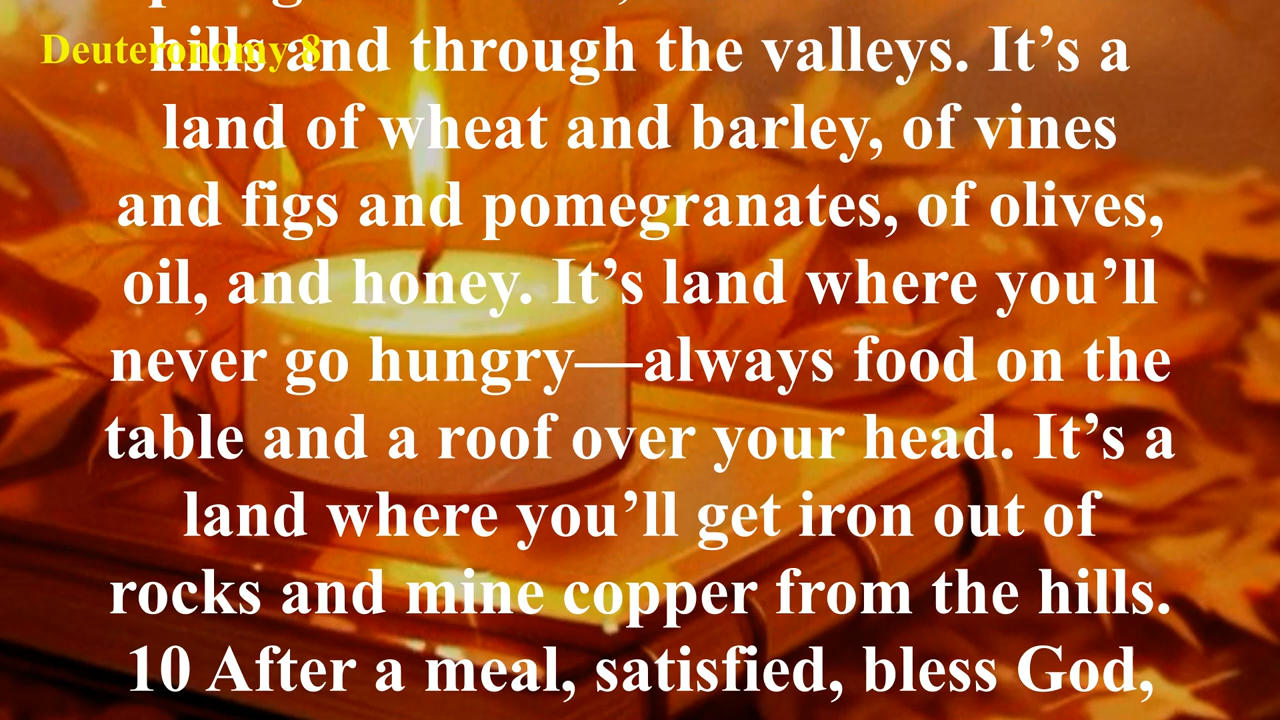 Deuteronomy 8
hills and through the valleys. It’s a
land of wheat and barley, of vines
and figs and pomegranates, of olives,
oil, and honey. It’s land where you’ll
never go hungry—always food on the
table and a roof over your head. It’s a
land where you’ll get iron out of
rocks and mine copper from the hills.
10 After a meal, satisfied, bless God,